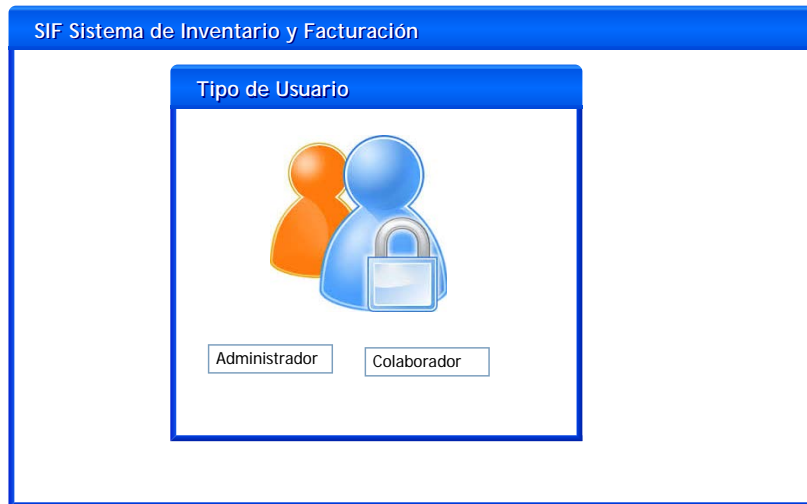 SIF Sistema de Inventario y Facturación
Tipo de Usuario
Administrador
Colaborador